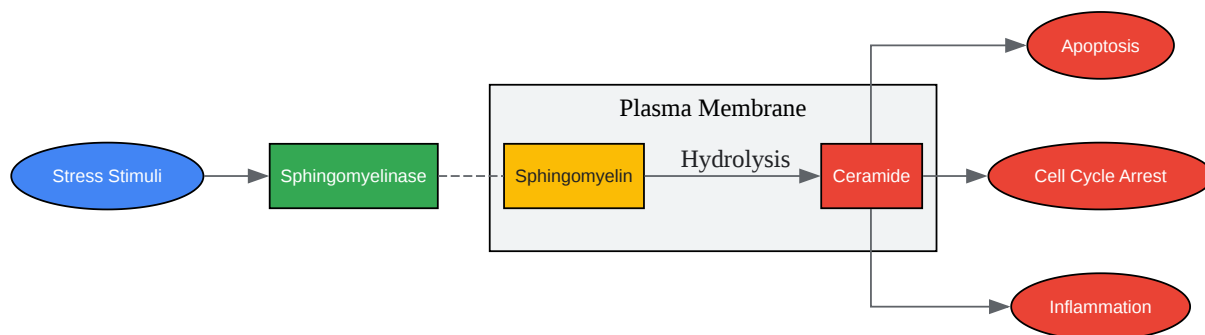 Apoptosis
Plasma Membrane
Stress Stimuli
Sphingomyelinase
Sphingomyelin
Hydrolysis
Ceramide
Cell Cycle Arrest
Inflammation